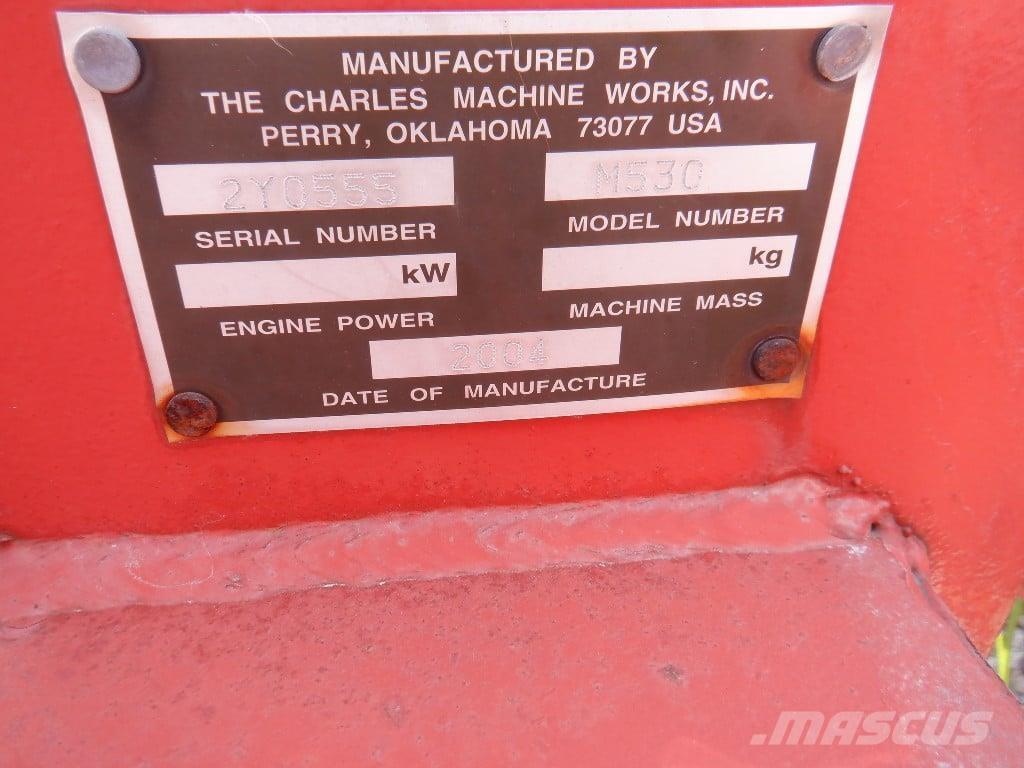 MANUFACTURED BY
THE CHARLES MACHINE WORKS, INC.
PERRY, OKLAHOMA 73077 USA
2Y0555 M530
SERIAL NUMBER MODEL NUMBER
kW kg
ENGINE POWER MACHINE MASS
2004
DATE OF MANUFACTURE
.MASCUS